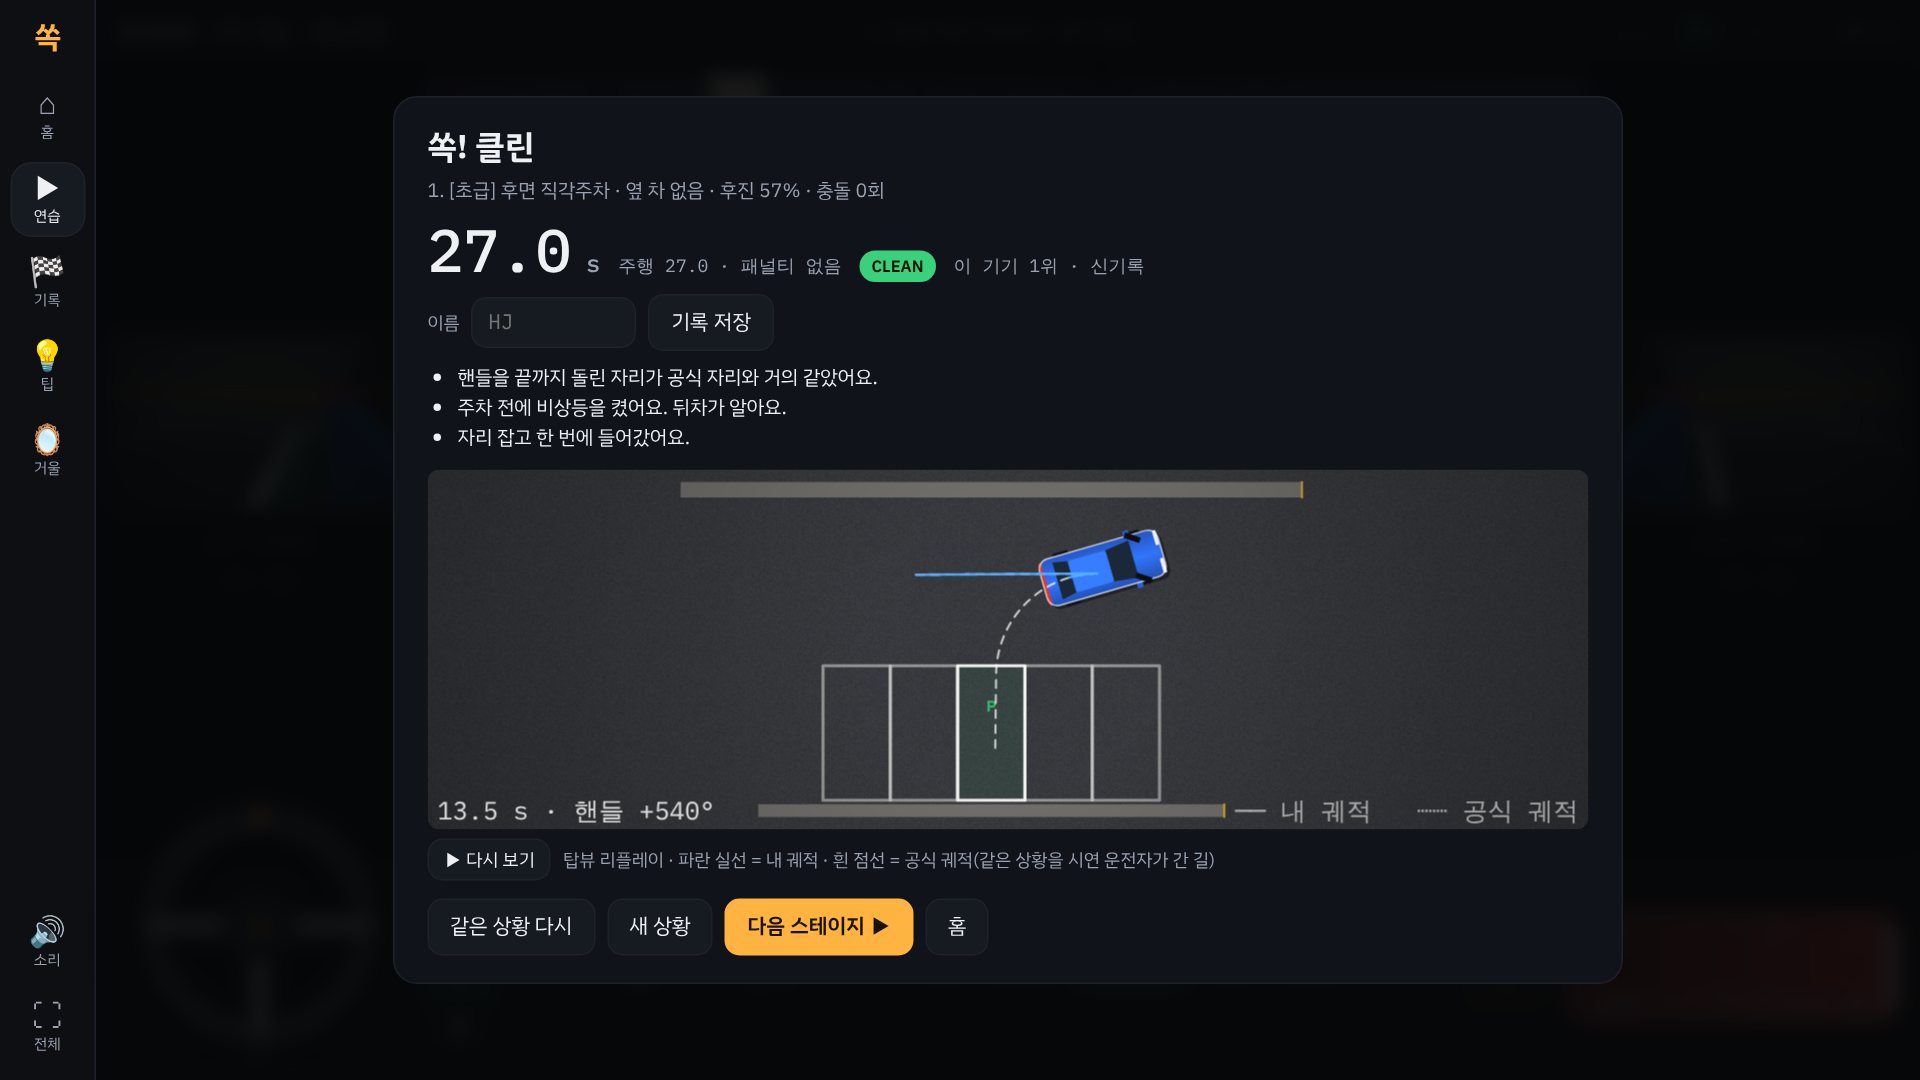 쏙
홈
연습
기록
팁
거울
소리
전체
쏙! 클린
1. [초급] 후면 직각주차 · 옆 차 없음 · 후진 57% · 충돌 0회
27.0 s 주행 27.0 · 패널티 없음 CLEAN 이 기기 1위 · 신기록
이름 HJ 기록 저장
• 핸들을 끝까지 돌린 자리가 공식 자리와 거의 같았어요.
• 주차 전에 비상등을 켰어요. 뒤차가 알아요.
• 자리 잡고 한 번에 들어갔어요.
P
13.5 s · 핸들 +540° ── 내 궤적 ┈┈ 공식 궤적
▶ 다시 보기 탑뷰 리플레이 · 파란 실선 = 내 궤적 · 흰 점선 = 공식 궤적(같은 상황을 시연 운전자가 간 길)
같은 상황 다시 새 상황 다음 스테이지 ▶ 홈